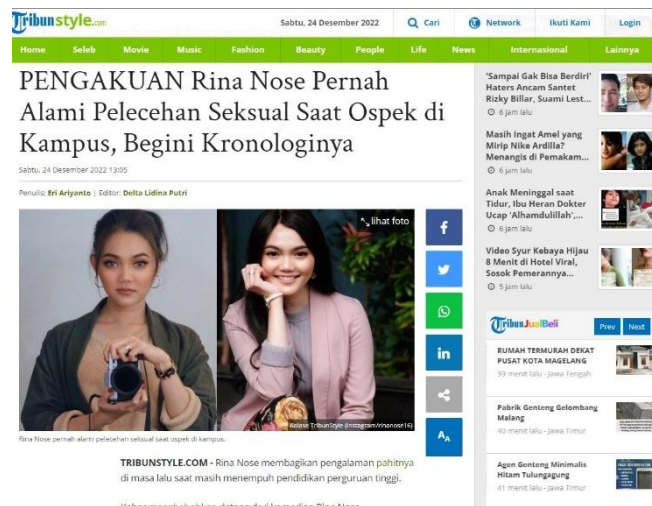 Tribunstyle.com
Sabtu, 24 Desember 2022
Cari
Network
Ikuti Kami
Login
Home Seleb Movie Music Fashion Beauty People Life News Internasional Lainnya
PENGAKUAN Rina Nose Pernah
Alami Pelecehan Seksual Saat Ospek di
Kampus, Begini Kronologinya
Sabtu, 24 Desember 2022 13:05
Penulis: Eri Ariyanto | Editor: Delta Lidina Putri
lihat foto
Kolase TribunStyle (Instagram/rinanose16)
Rina Nose pernah alami pelecehan seksual saat ospek di kampus.
TRIBUNSTYLE.COM - Rina Nose membagikan pengalaman pahitnya
di masa lalu saat masih menempuh pendidikan perguruan tinggi.
'Sampai Gak Bisa Berdiri'
Haters Ancam Santet
Rizky Billar, Suami Lest...
6 jam lalu
Masih Ingat Amel yang
Mirip Nike Ardilla?
Menangis di Pemakam...
6 jam lalu
Anak Meninggal saat
Tidur, Ibu Heran Dokter
Ucap 'Alhamdulillah',...
6 jam lalu
Video Syur Kebaya Hijau
8 Menit di Hotel Viral,
Sosok Pemerannya...
5 jam lalu
TribunJualBeli
Prev
Next
RUMAH TERMURAH DEKAT
PUSAT KOTA MAGELANG
39 menit lalu - Jawa Tengah
Pabrik Genteng Gelombang
Malang
40 menit lalu - Jawa Timur
Agen Genteng Minimalis
Hitam Tulungagung
41 menit lalu - Jawa Timur